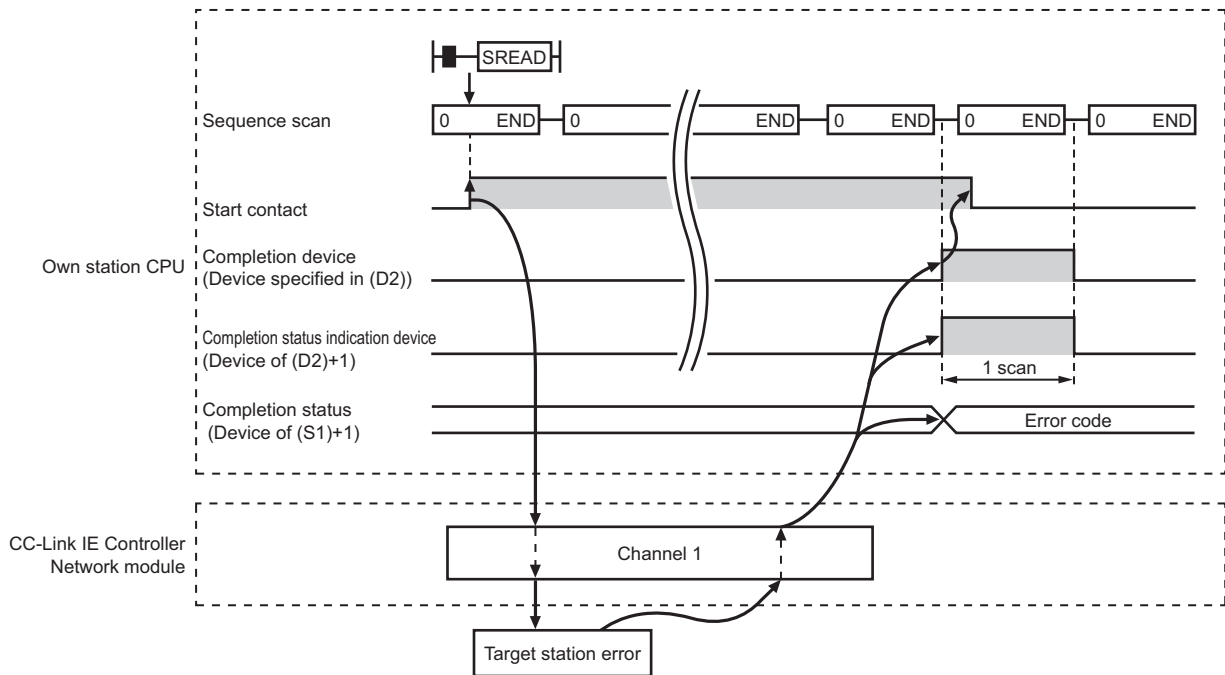 SREAD
Sequence scan
0 END 0 END 0 END 0 END 0 END
Start contact
Own station CPU
Completion device
(Device specified in (D2))
Completion status indication device
(Device of (D2)+1)
1 scan
Completion status
(Device of (S1)+1)
Error code
CC-Link IE Controller
Network module
Channel 1
Target station error